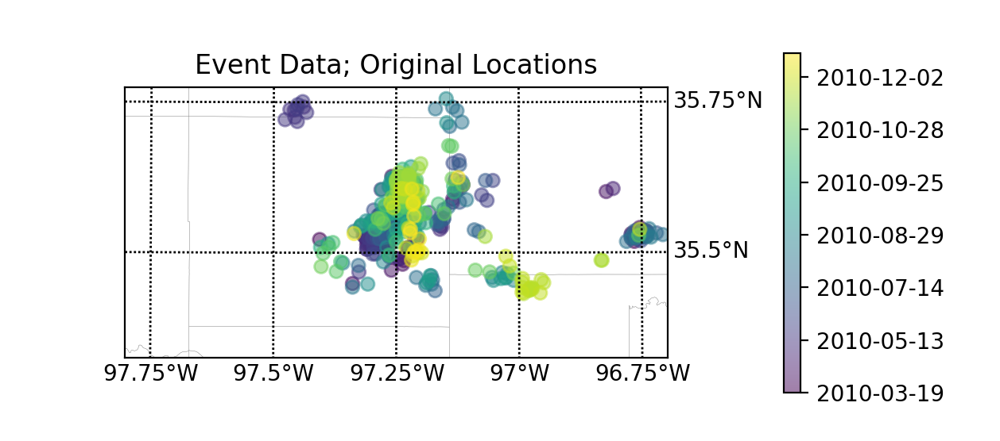 Event Data; Original Locations
35.75°N
35.5°N
97.75°W
97.5°W
97.25°W
97°W
96.75°W
2010-12-02
2010-10-28
2010-09-25
2010-08-29
2010-07-14
2010-05-13
2010-03-19